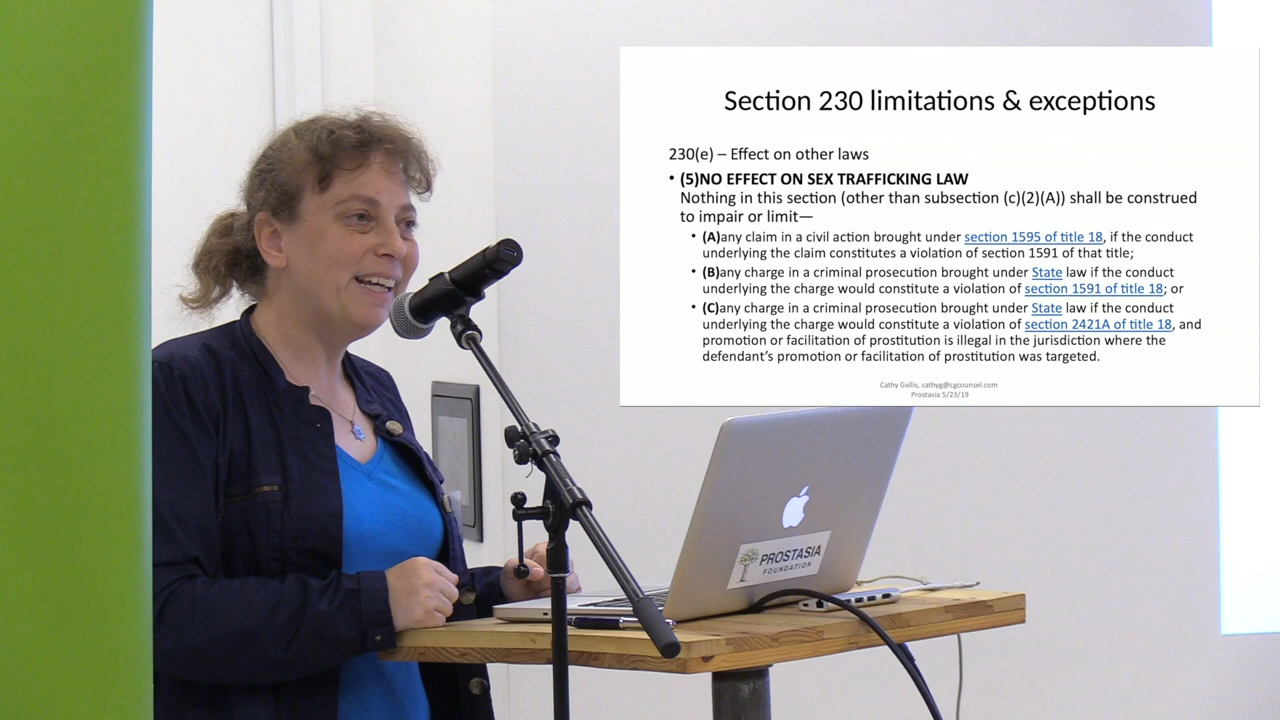 Section 230 limitations & exceptions
230(e) – Effect on other laws
• (5)NO EFFECT ON SEX TRAFFICKING LAW
Nothing in this section (other than subsection (c)(2)(A)) shall be construed
to impair or limit—
• (A)any claim in a civil action brought under section 1595 of title 18, if the conduct
underlying the claim constitutes a violation of section 1591 of that title;
• (B)any charge in a criminal prosecution brought under State law if the conduct
underlying the charge would constitute a violation of section 1591 of title 18; or
• (C)any charge in a criminal prosecution brought under State law if the conduct
underlying the charge would constitute a violation of section 2421A of title 18, and
promotion or facilitation of prostitution is illegal in the jurisdiction where the
defendant’s promotion or facilitation of prostitution was targeted.
Cathy Gellis, cathyg@cgcounsel.com
Prostasia 5/23/19
PROSTASIA
FOUNDATION